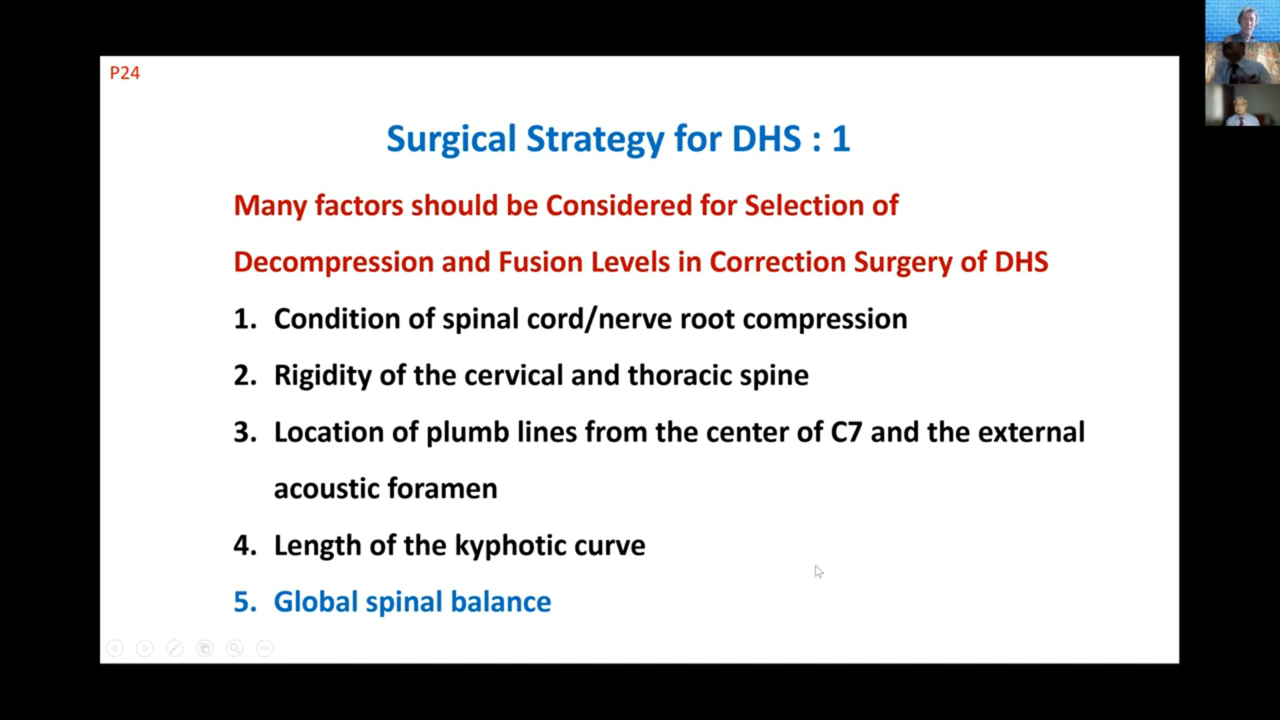 P24
Surgical Strategy for DHS : 1
Many factors should be Considered for Selection of
Decompression and Fusion Levels in Correction Surgery of DHS
1. Condition of spinal cord/nerve root compression
2. Rigidity of the cervical and thoracic spine
3. Location of plumb lines from the center of C7 and the external
acoustic foramen
4. Length of the kyphotic curve
5. Global spinal balance